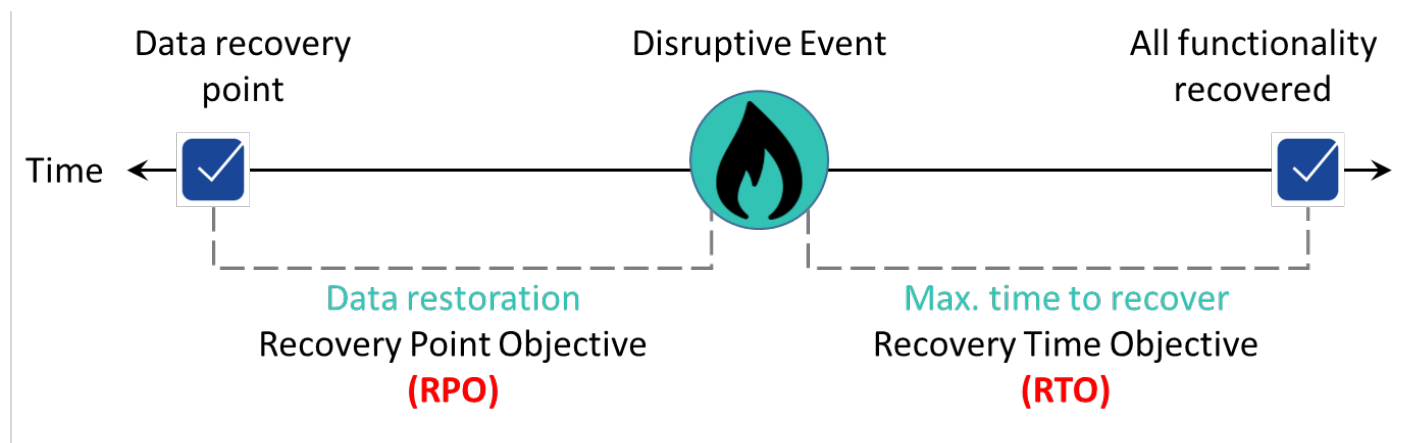 Data recovery
point
Disruptive Event
All functionality
recovered
Time
Data restoration
Recovery Point Objective
(RPO)
Max. time to recover
Recovery Time Objective
(RTO)